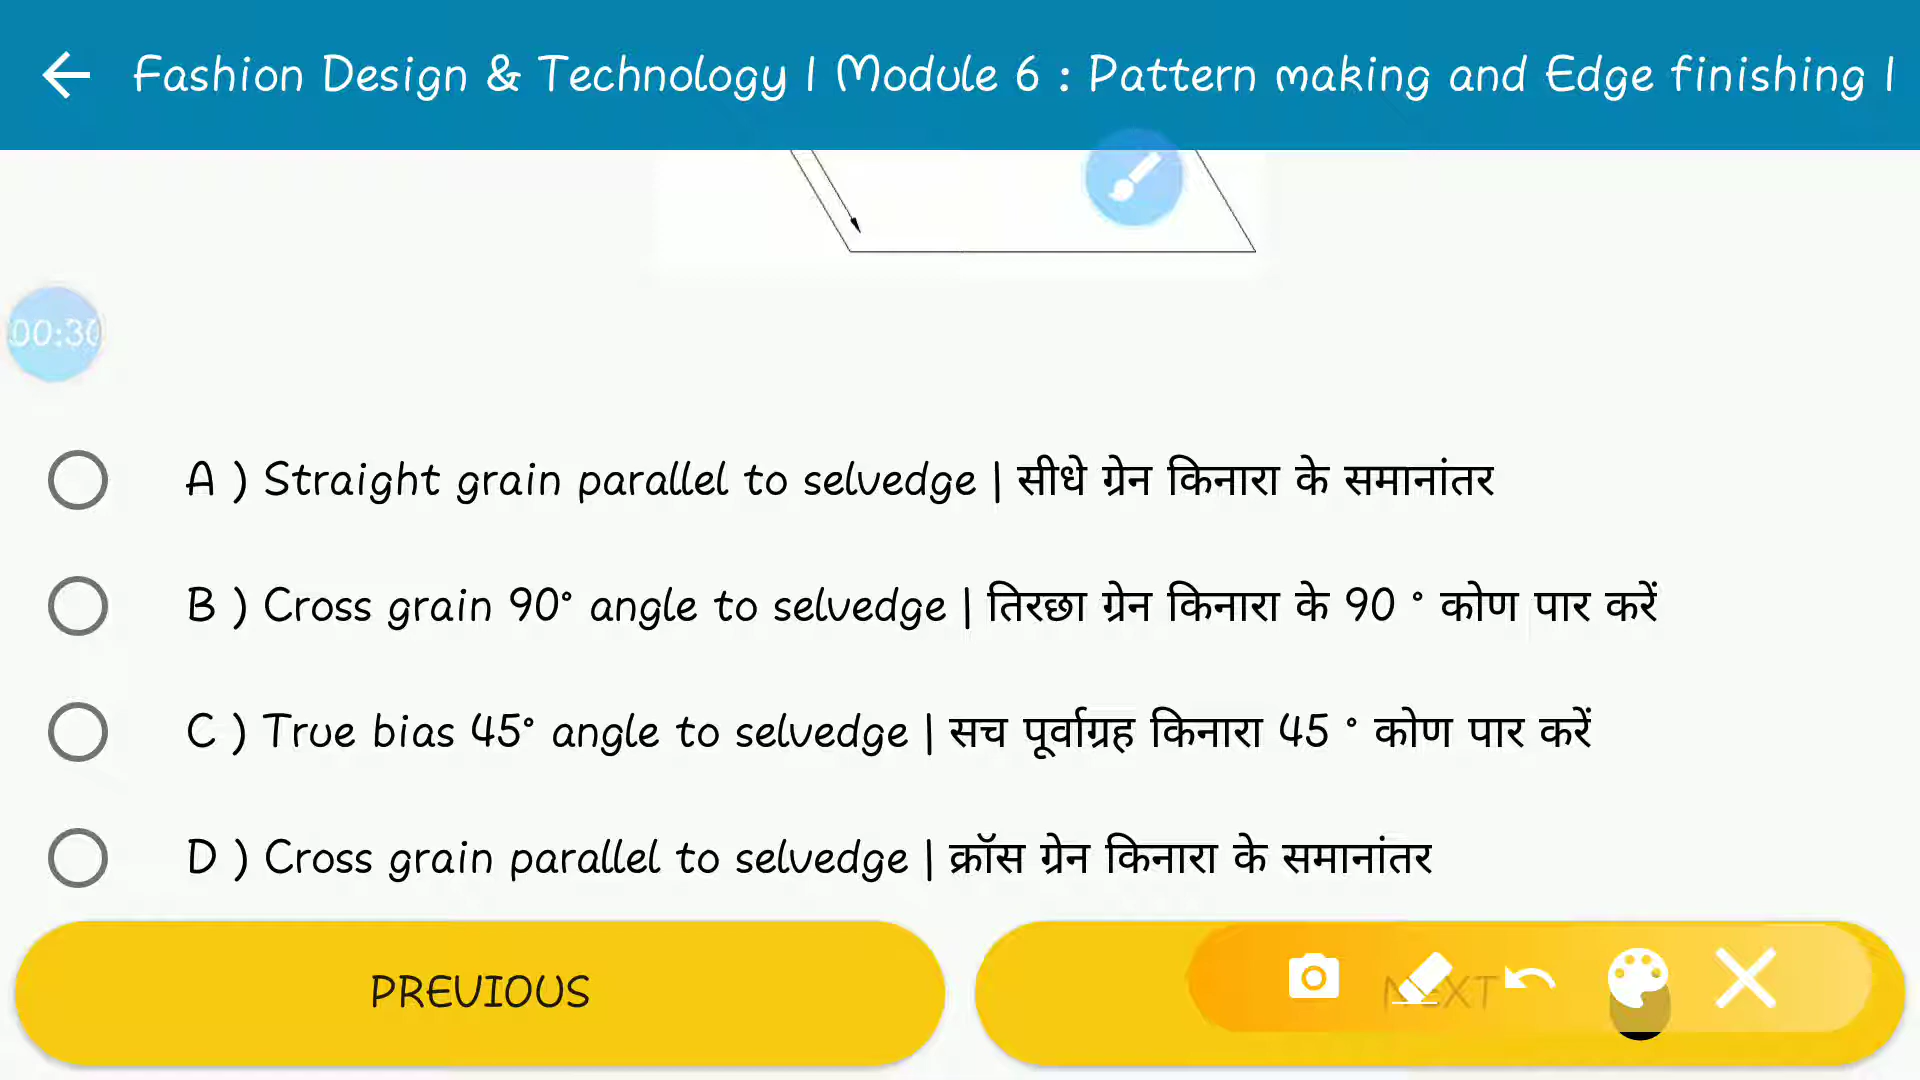 Fashion Design & Technology | Module 6 : Pattern making and Edge finishing |
00:30
A ) Straight grain parallel to selvedge | सीधे ग्रेन किनारा के समानांतर
B ) Cross grain 90° angle to selvedge | तिरछा ग्रेन किनारा के 90 ° कोण पार करें
C ) True bias 45° angle to selvedge | सच पूर्वाग्रह किनारा 45 ° कोण पार करें
D ) Cross grain parallel to selvedge | क्रॉस ग्रेन किनारा के समानांतर
PREVIOUS
NEXT